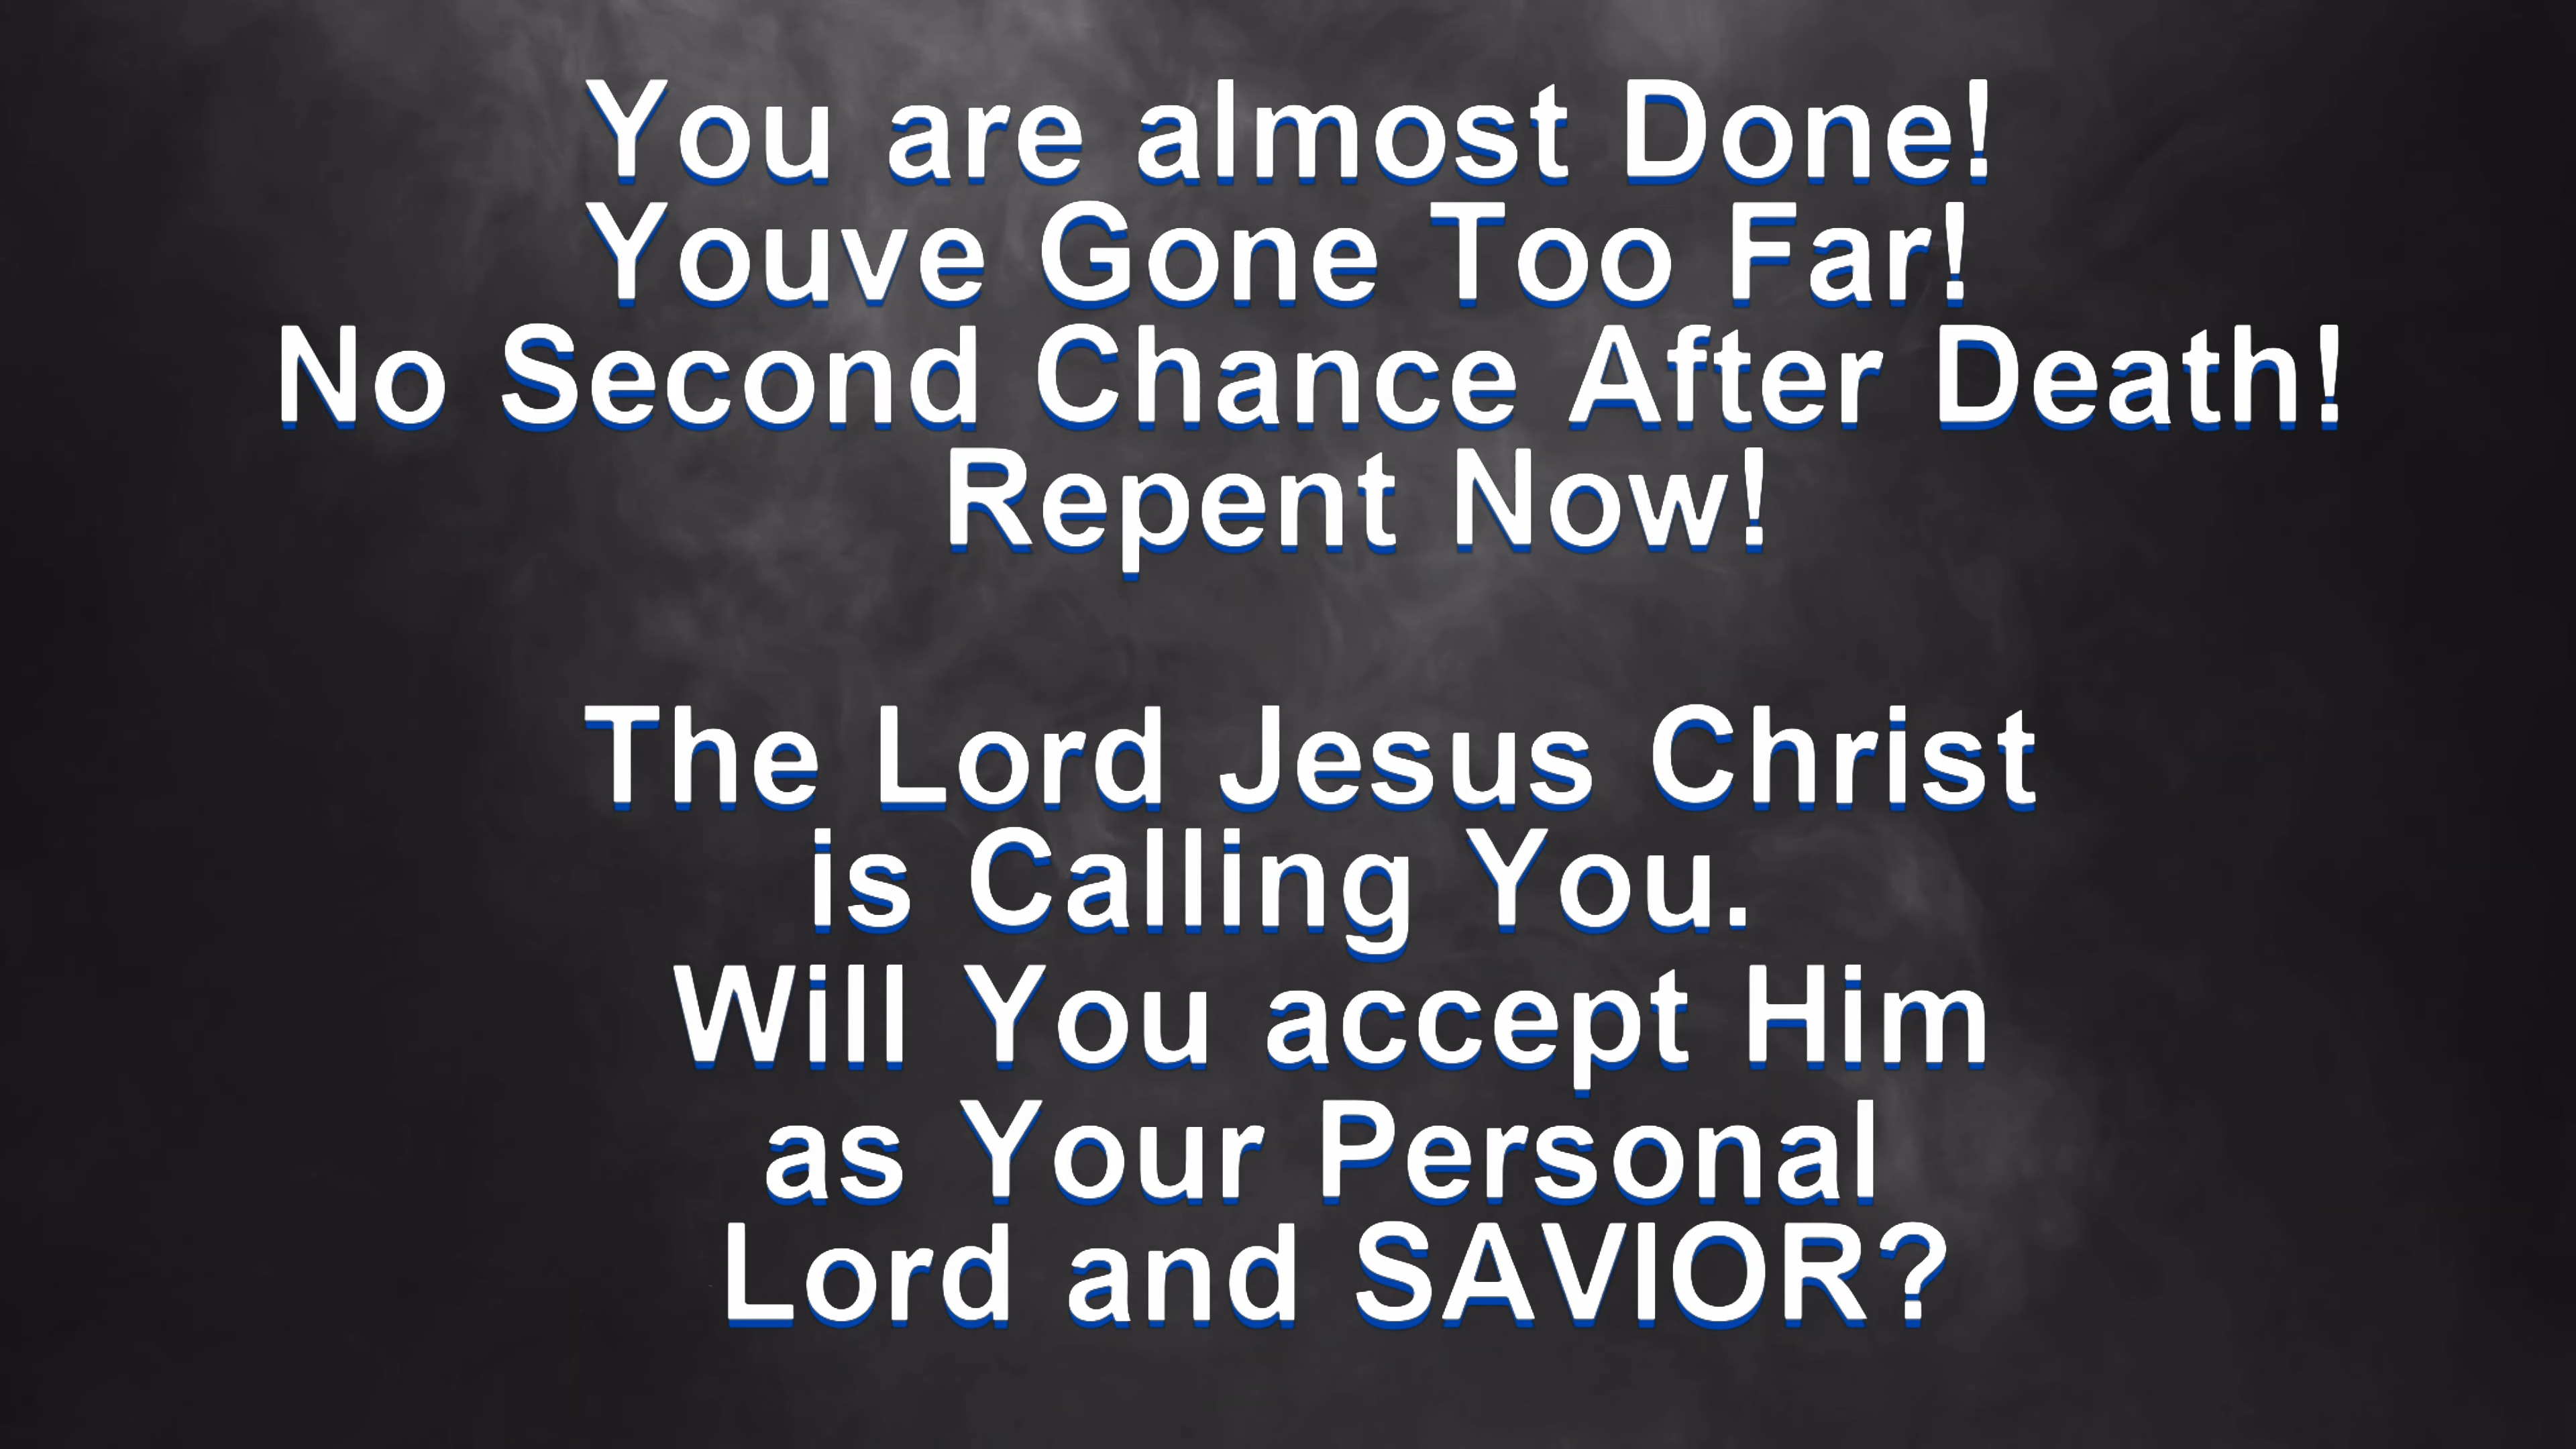 You are almost Done!
Youve Gone Too Far!
No Second Chance After Death!
Repent Now!
The Lord Jesus Christ
is Calling You.
Will You accept Him
as Your Personal
Lord and SAVIOR?